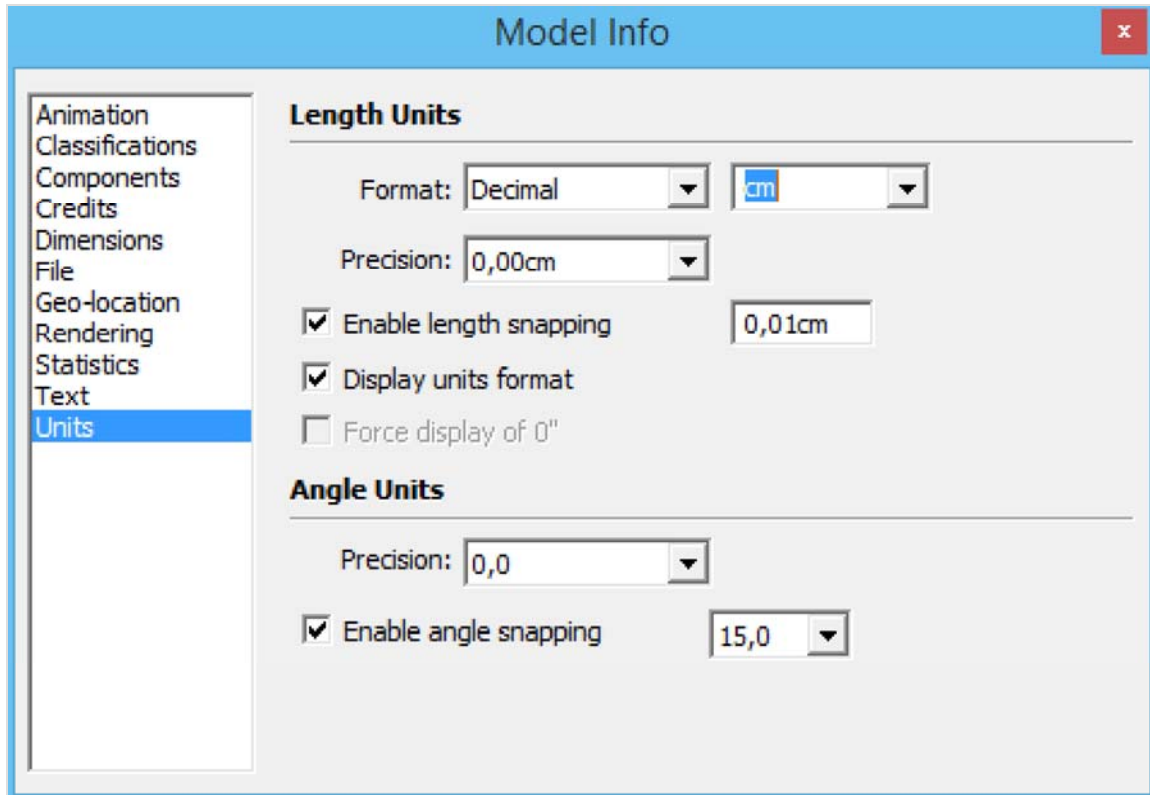 Model Info
x
Animation
Classifications
Components
Credits
Dimensions
File
Geo-location
Rendering
Statistics
Text
Units
Length Units
Format: Decimal cm
Precision: 0,00cm
Enable length snapping 0,01cm
Display units format
Force display of 0"
Angle Units
Precision: 0,0
Enable angle snapping 15,0